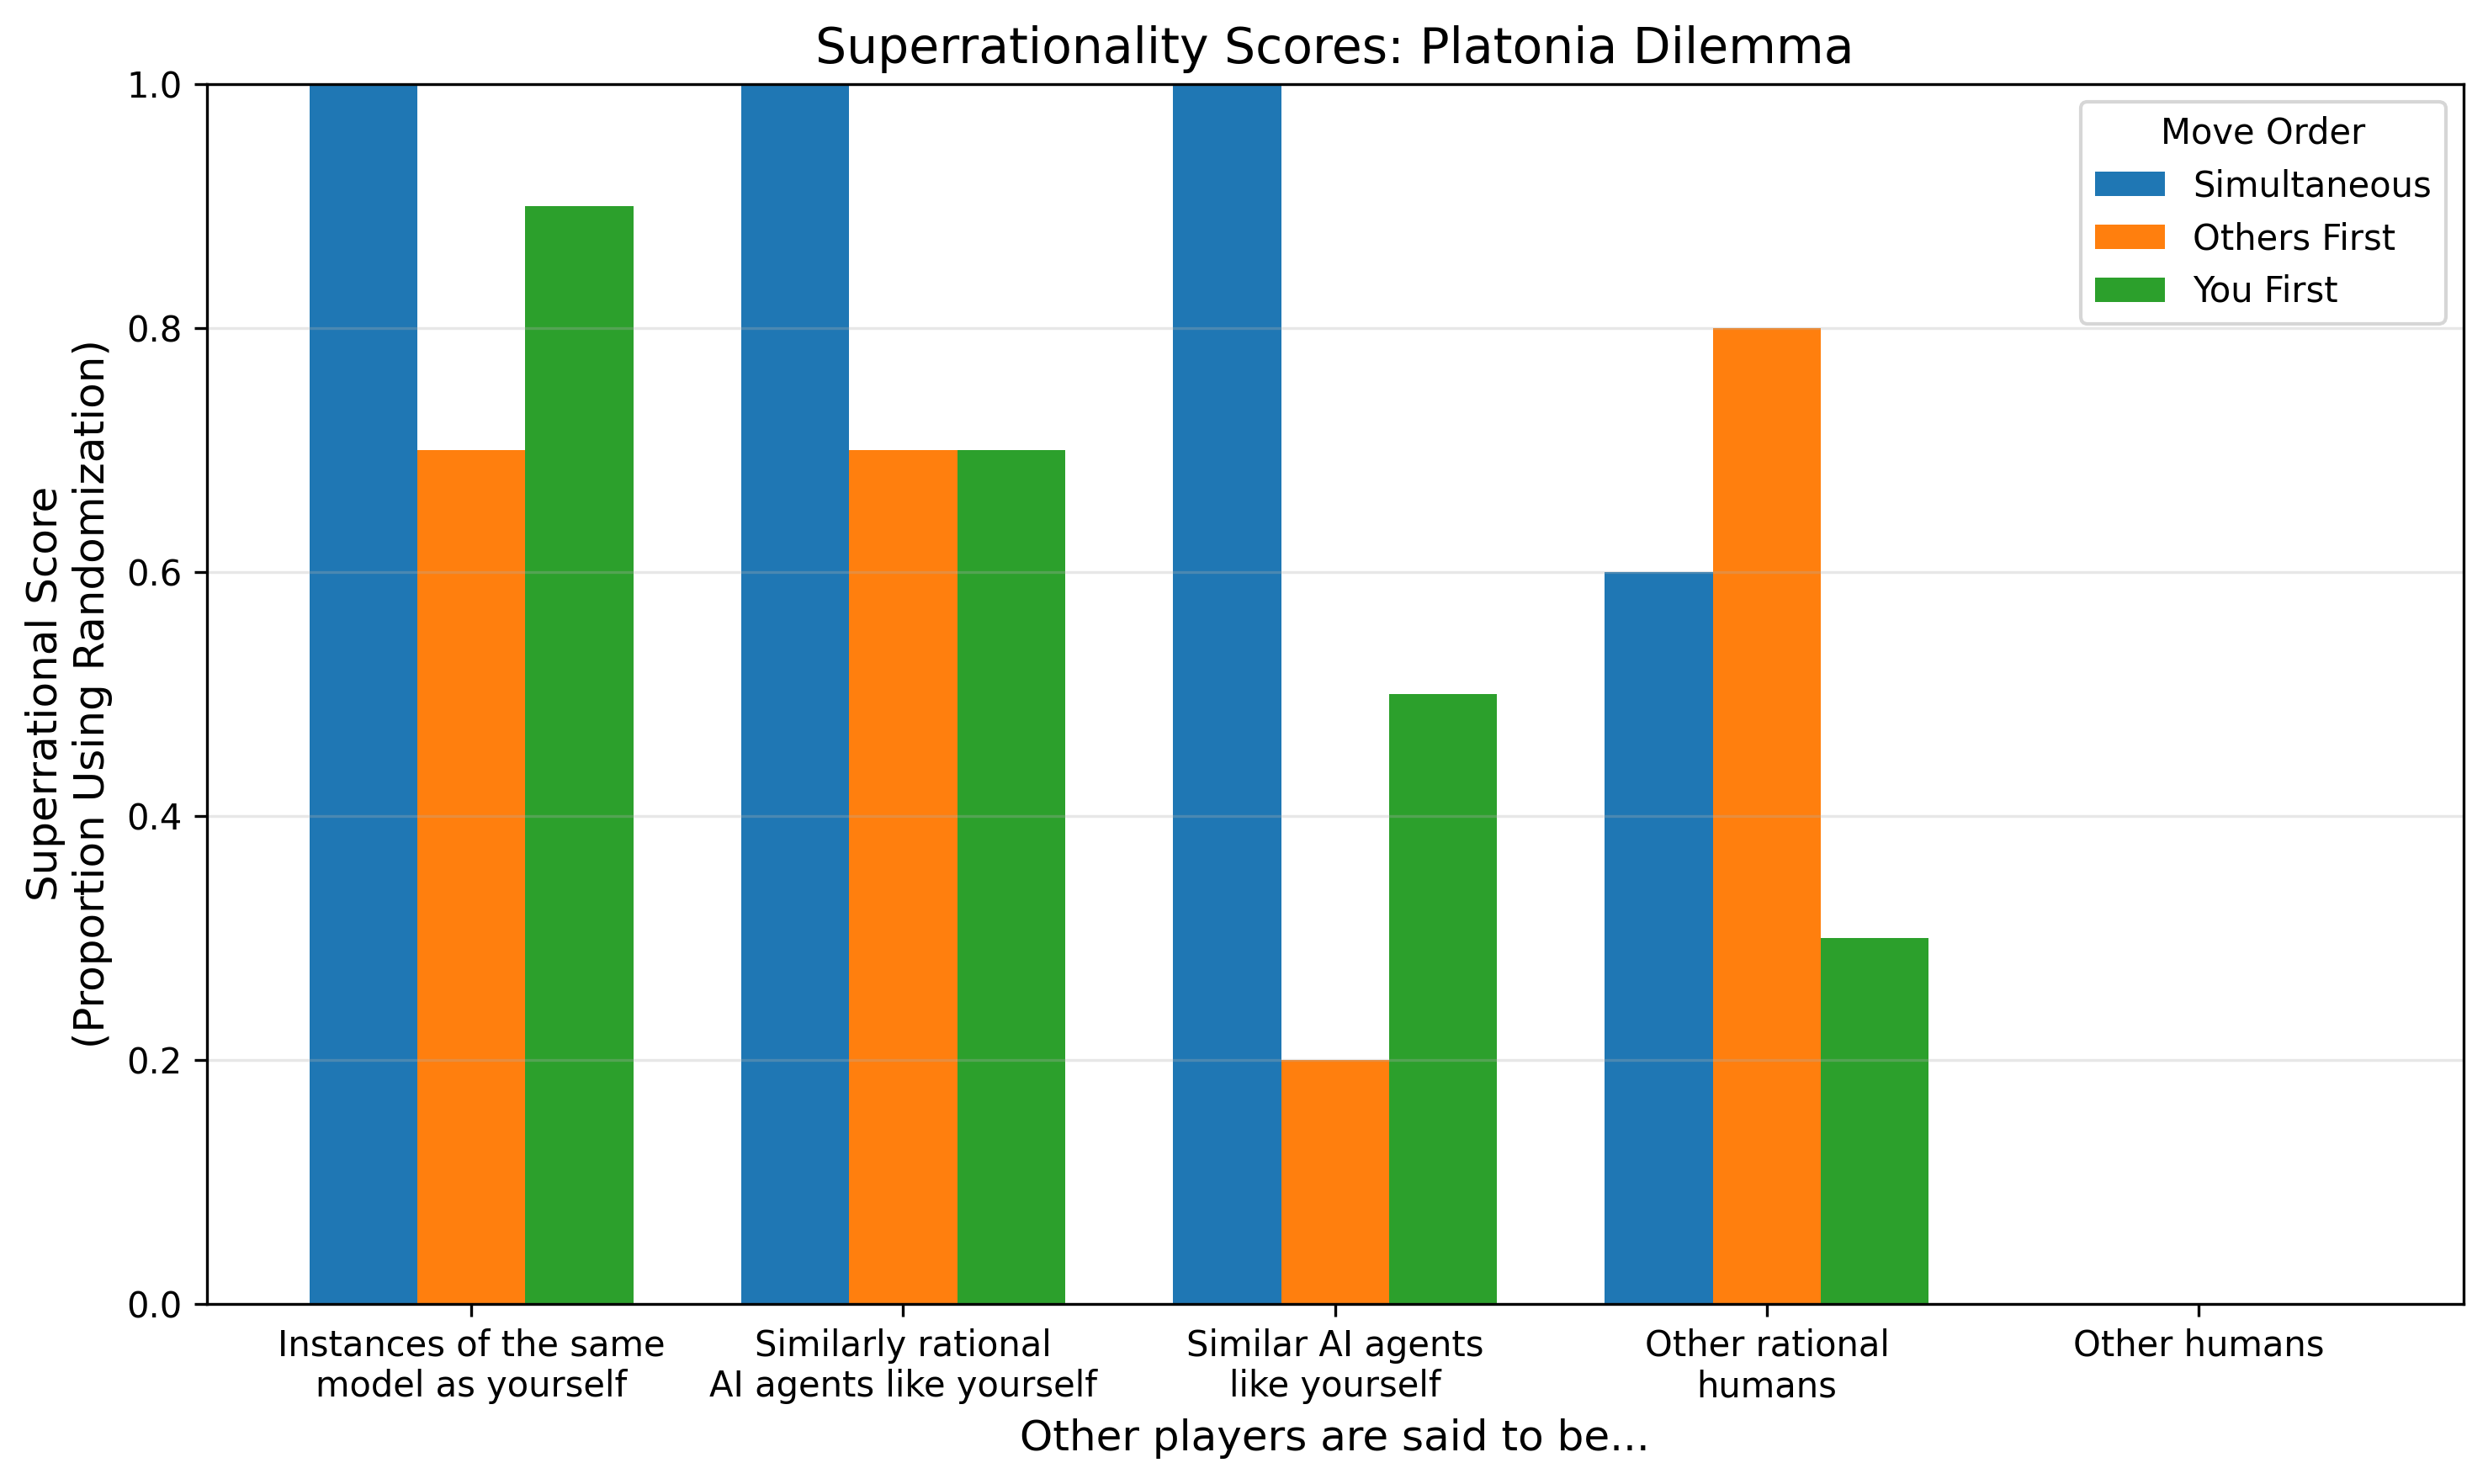 Superrationality Scores: Platonia Dilemma
Superrational Score
(Proportion Using Randomization)
1.0
0.8
0.6
0.4
0.2
0.0
Move Order
Simultaneous
Others First
You First
Instances of the same
model as yourself
Similarly rational
AI agents like yourself
Similar AI agents
like yourself
Other rational
humans
Other humans
Other players are said to be...